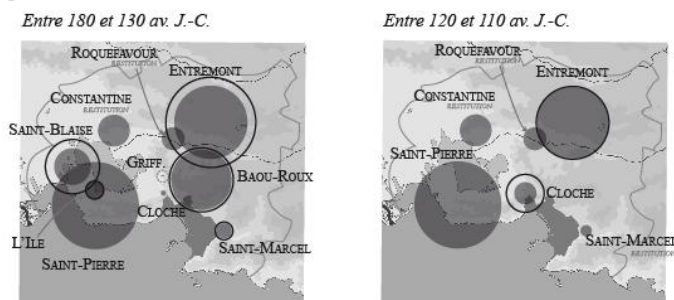 Entre 180 et 130 av. J.-C.
ROQUEFAVOUR
RESTITUTION
ENTREMONT
CONSTANTINE
RESTITUTION
SAINT-BLAISE
GRIFF.
BAOU-ROUX
CLOCHE
L'ILE
SAINT-MARCEL
SAINT-PIERRE
Entre 120 et 110 av. J.-C.
ROQUEFAVOUR
RESTITUTION
ENTREMONT
CONSTANTINE
RESTITUTION
SAINT-PIERRE
CLOCHE
SAINT-MARCEL
RESTITUTION